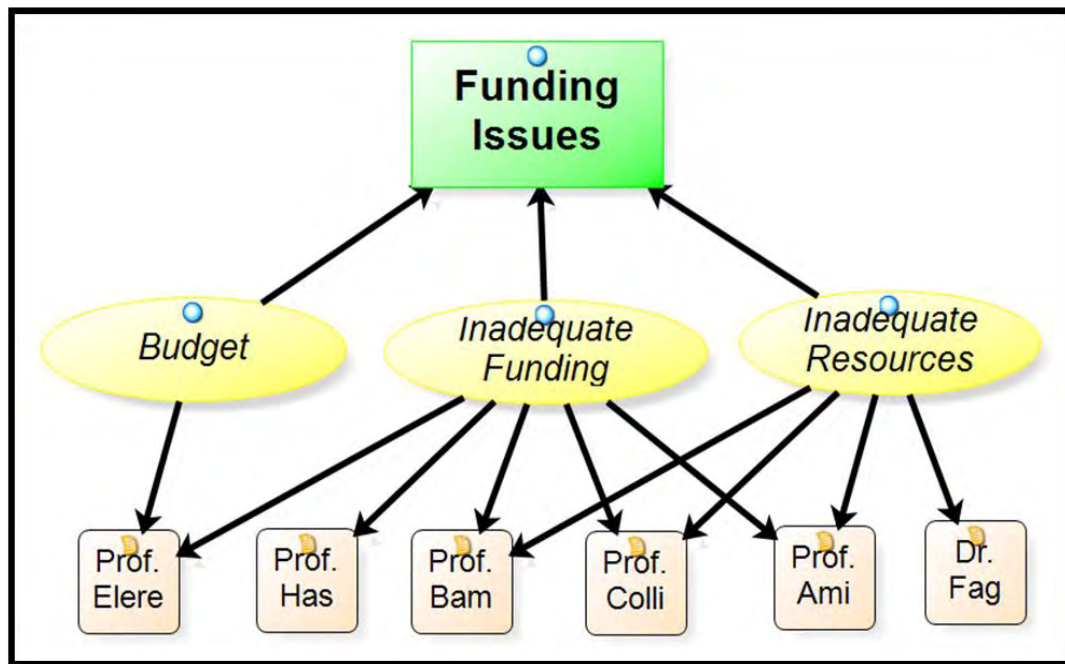 Funding
Issues
Budget
Inadequate
Funding
Inadequate
Resources
Prof.
Elere
Prof.
Has
Prof.
Bam
Prof.
Colli
Prof.
Ami
Dr.
Fag